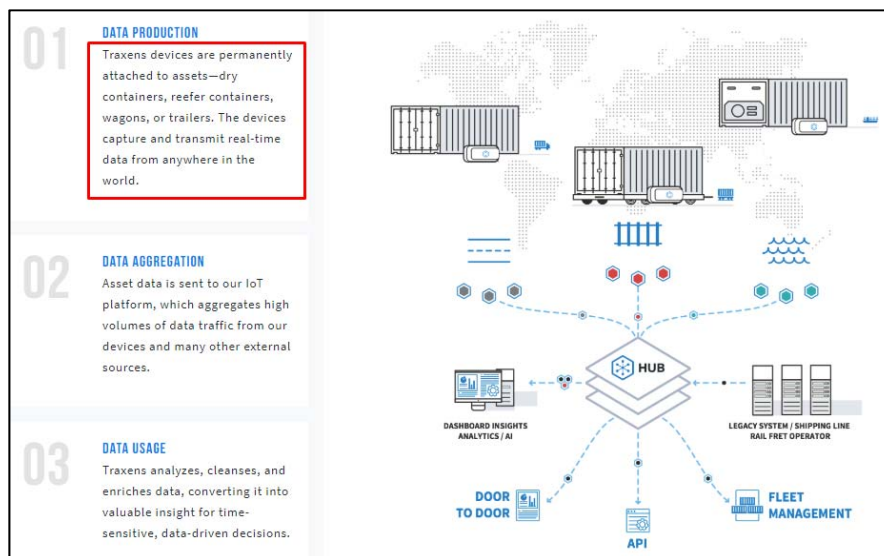 01
DATA PRODUCTION
Traxens devices are permanently
attached to assets—dry
containers, reefer containers,
wagons, or trailers. The devices
capture and transmit real-time
data from anywhere in the
world.
02
DATA AGGREGATION
Asset data is sent to our IoT
platform, which aggregates high
volumes of data traffic from our
devices and many other external
sources.
03
DATA USAGE
Traxens analyzes, cleanses, and
enriches data, converting it into
valuable insight for time-
sensitive, data-driven decisions.
HUB
DASHBOARD INSIGHTS
ANALYTICS / AI
LEGACY SYSTEM / SHIPPING LINE
RAIL FRET OPERATOR
DOOR
TO DOOR
API
FLEET
MANAGEMENT